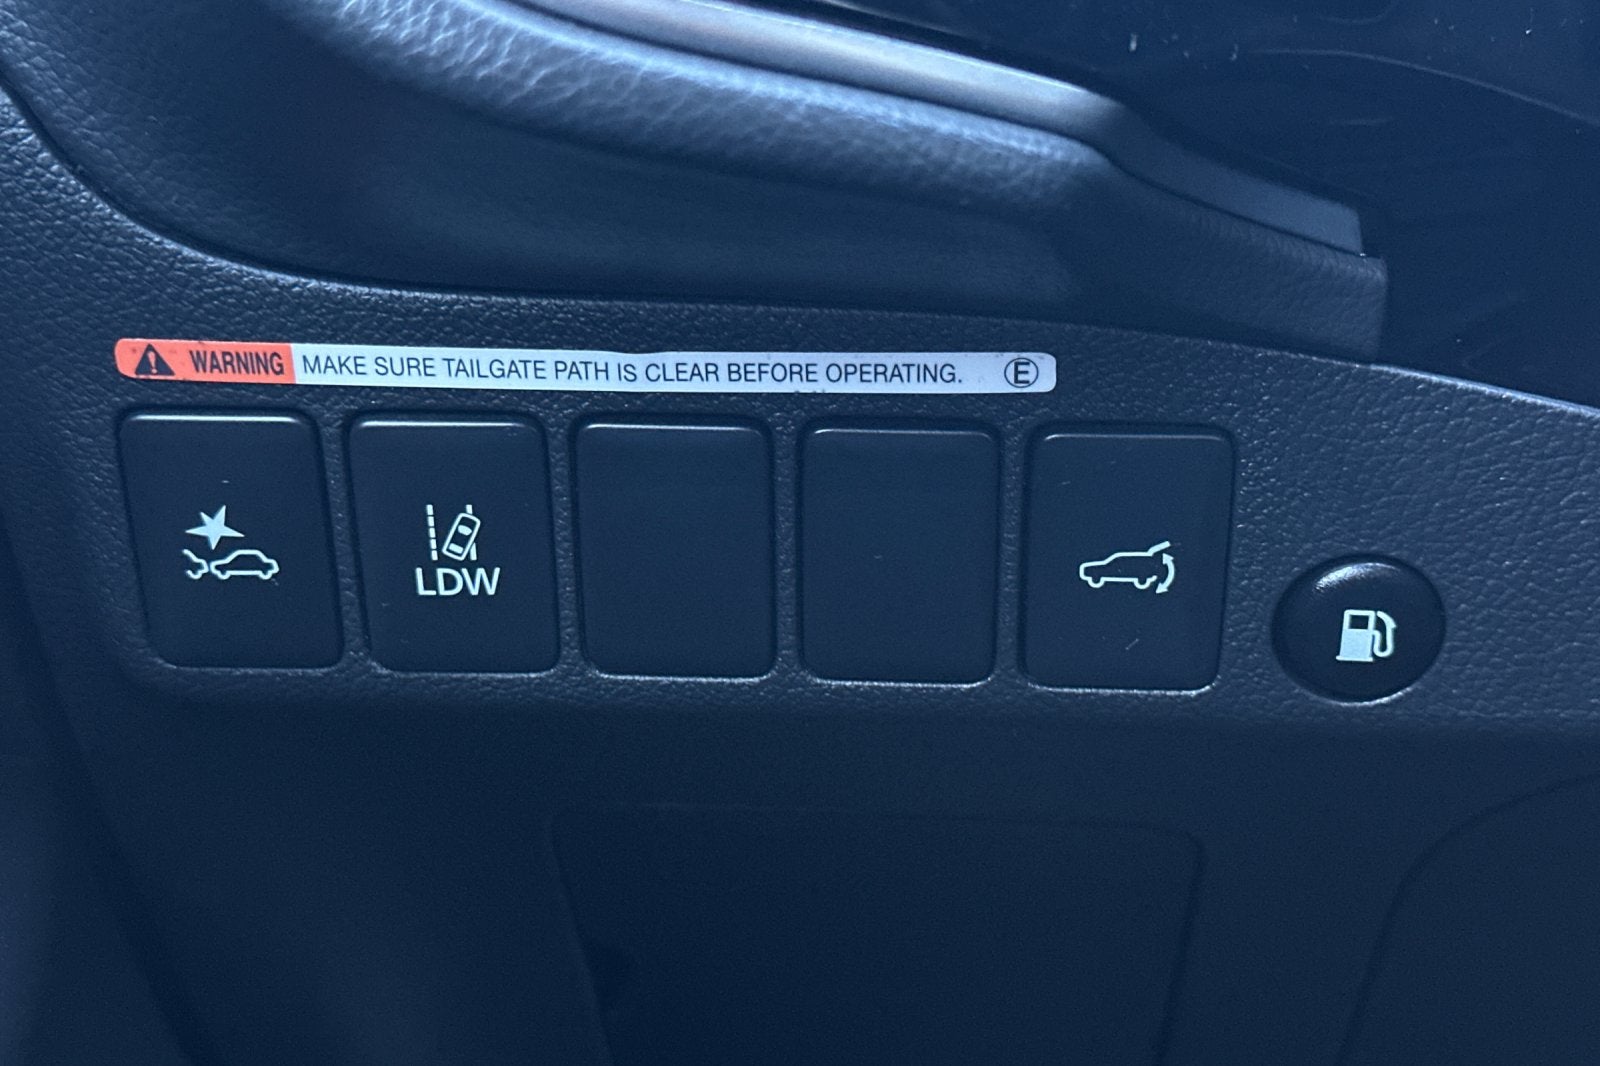 WARNING MAKE SURE TAILGATE PATH IS CLEAR BEFORE OPERATING. Ⓔ
LDW